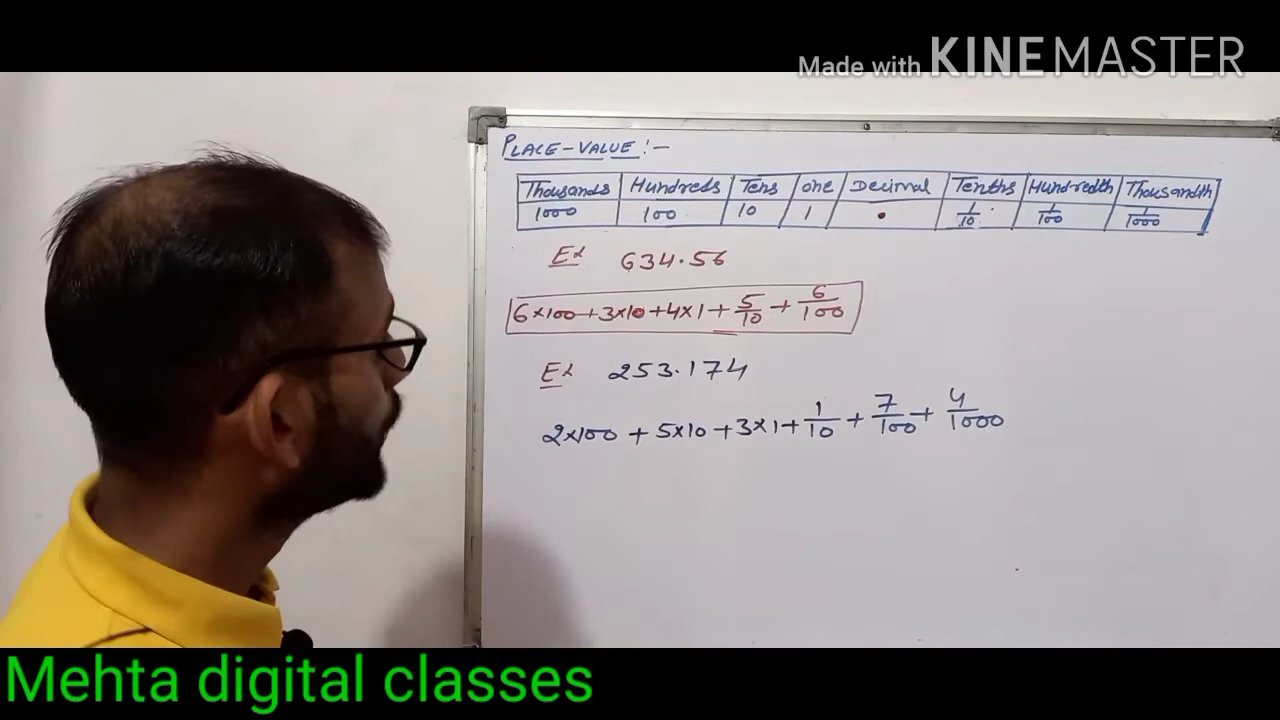 Made with KINEMASTER
PLACE-VALUE :-
Thousands Hundreds Tens one Decimal Tenths Hundredth Thousandth
1000 100 10 1 • 1/10 1/100 1/1000
Ex 634.56
6×100+3×10+4×1+5/10+6/100
Ex 253.174
2×100+5×10+3×1+1/10+7/100+4/1000
Mehta digital classes